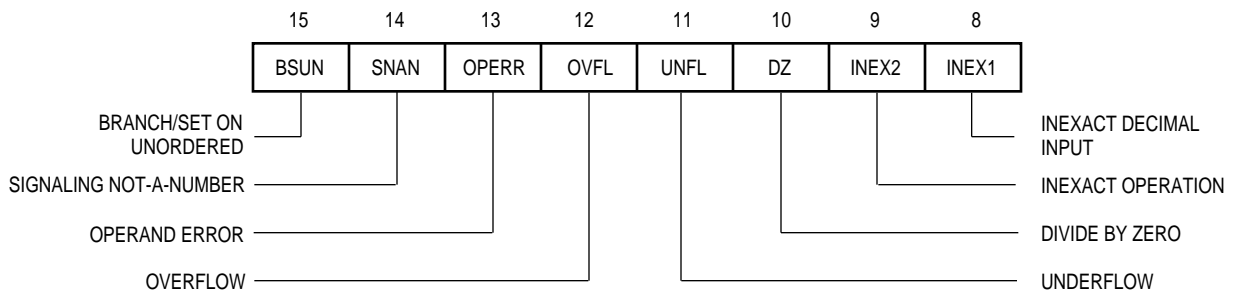 15 14 13 12 11 10 9 8
BSUN SNAN OPERR OVFL UNFL DZ INEX2 INEX1
BRANCH/SET ON
UNORDERED
INEXACT DECIMAL
INPUT
SIGNALING NOT-A-NUMBER
INEXACT OPERATION
OPERAND ERROR
DIVIDE BY ZERO
OVERFLOW
UNDERFLOW